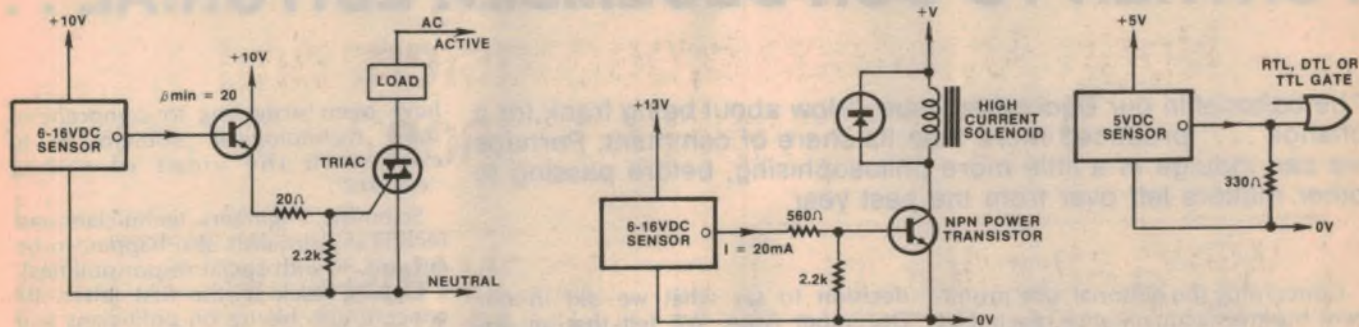 +10V
+10V
βmin = 20
6-16VDC
SENSOR
AC
ACTIVE
LOAD
TRIAC
20Ω
2.2k
NEUTRAL
+V
+13V
HIGH
CURRENT
SOLENOID
6-16VDC
SENSOR
560Ω
I = 20mA
2.2k
NPN POWER
TRANSISTOR
0V
+5V
RTL, DTL OR
TTL GATE
5VDC
SENSOR
330Ω
0V